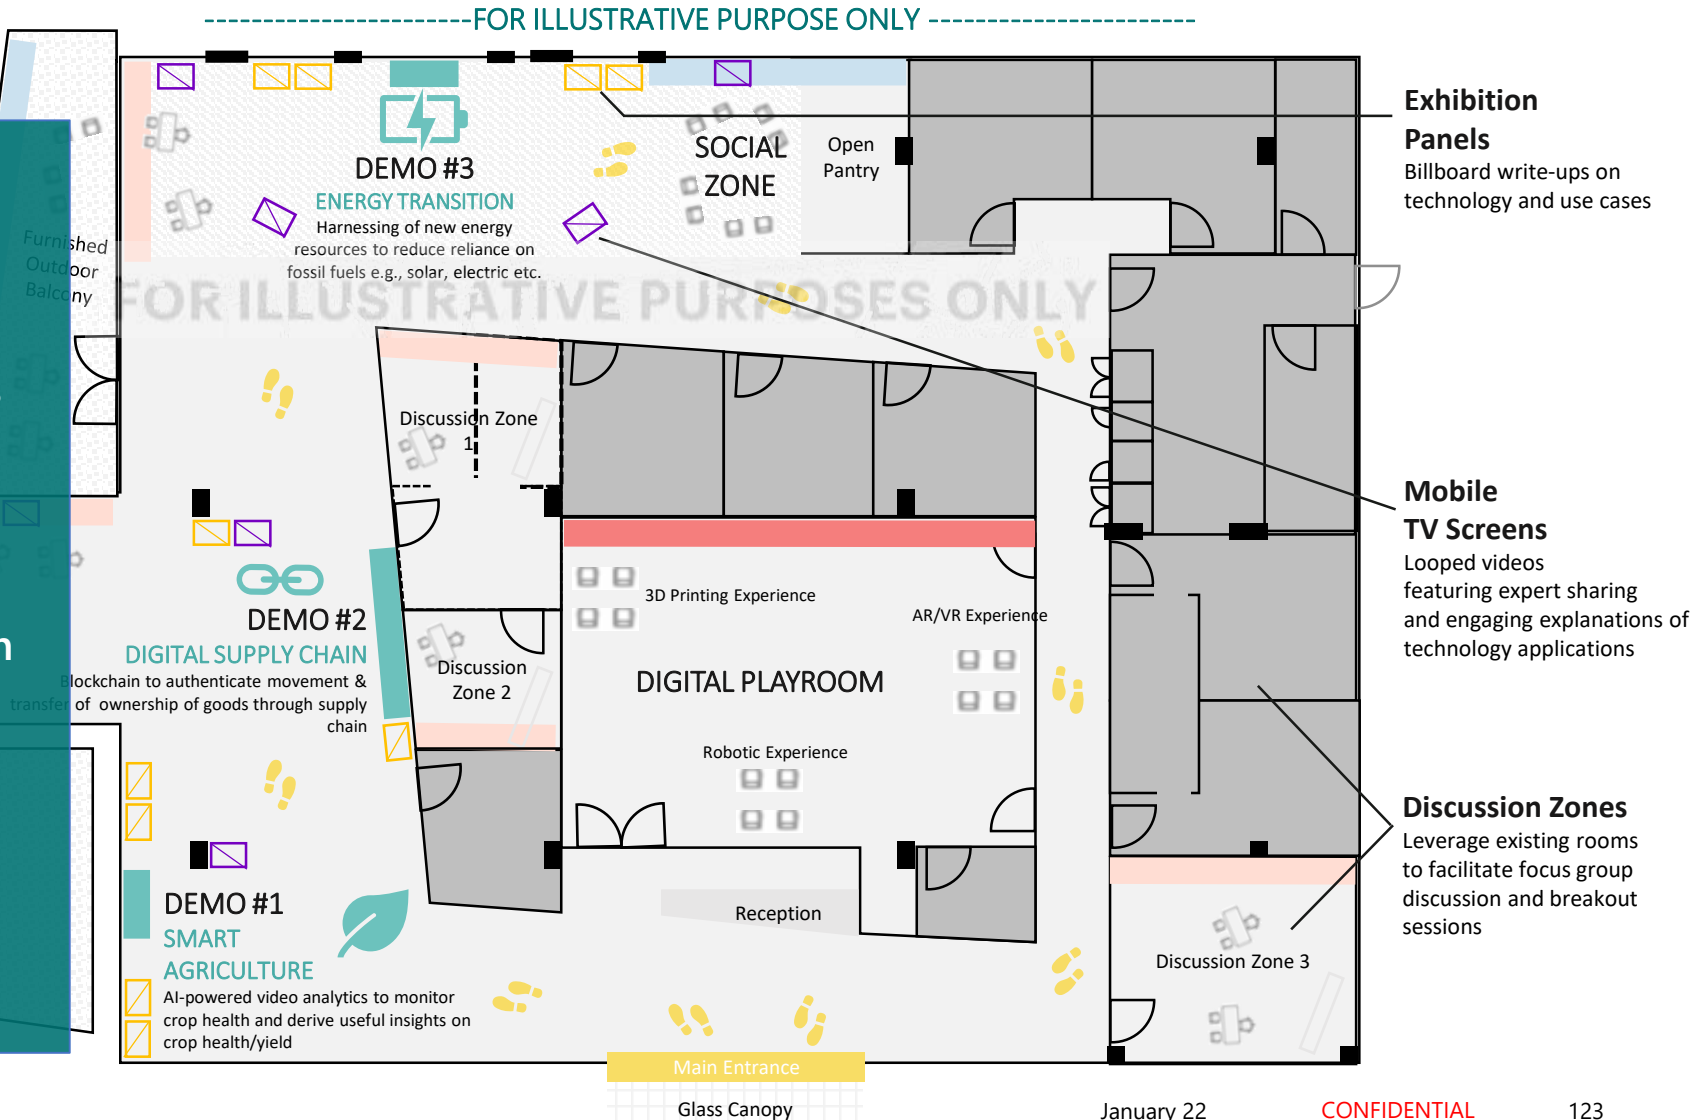 -----------------------FOR ILLUSTRATIVE PURPOSE ONLY -----------------------
DEMO #3
ENERGY TRANSITION
Harnessing of new energy
resources to reduce reliance on
fossil fuels e.g., solar, electric etc.
SOCIAL
ZONE
Open
Pantry
Exhibition
Panels
Billboard write-ups on
technology and use cases
Furnished
Outdoor
Balcony
FOR ILLUSTRATIVE PURPOSES ONLY
Discussion Zone
1
Mobile
TV Screens
Looped videos
featuring expert sharing
and engaging explanations of
technology applications
3D Printing Experience
AR/VR Experience
DIGITAL PLAYROOM
Robotic Experience
DEMO #2
DIGITAL SUPPLY CHAIN
Blockchain to authenticate movement &
transfer of ownership of goods through supply
chain
n
Discussion
Zone 2
Discussion Zones
Leverage existing rooms
to facilitate focus group
discussion and breakout
sessions
DEMO #1
SMART
AGRICULTURE
AI-powered video analytics to monitor
crop health and derive useful insights on
crop health/yield
Reception
Discussion Zone 3
Main Entrance
Glass Canopy
January 22
CONFIDENTIAL
123